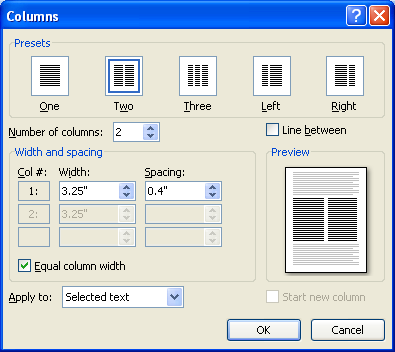 Columns
Presets
One Two Three Left Right
Number of columns: 2
Line between
Width and spacing
Col #: Width: Spacing:
1: 3.25" 0.4"
2: 3.25"
Equal column width
Preview
Apply to: Selected text
Start new column
OK Cancel